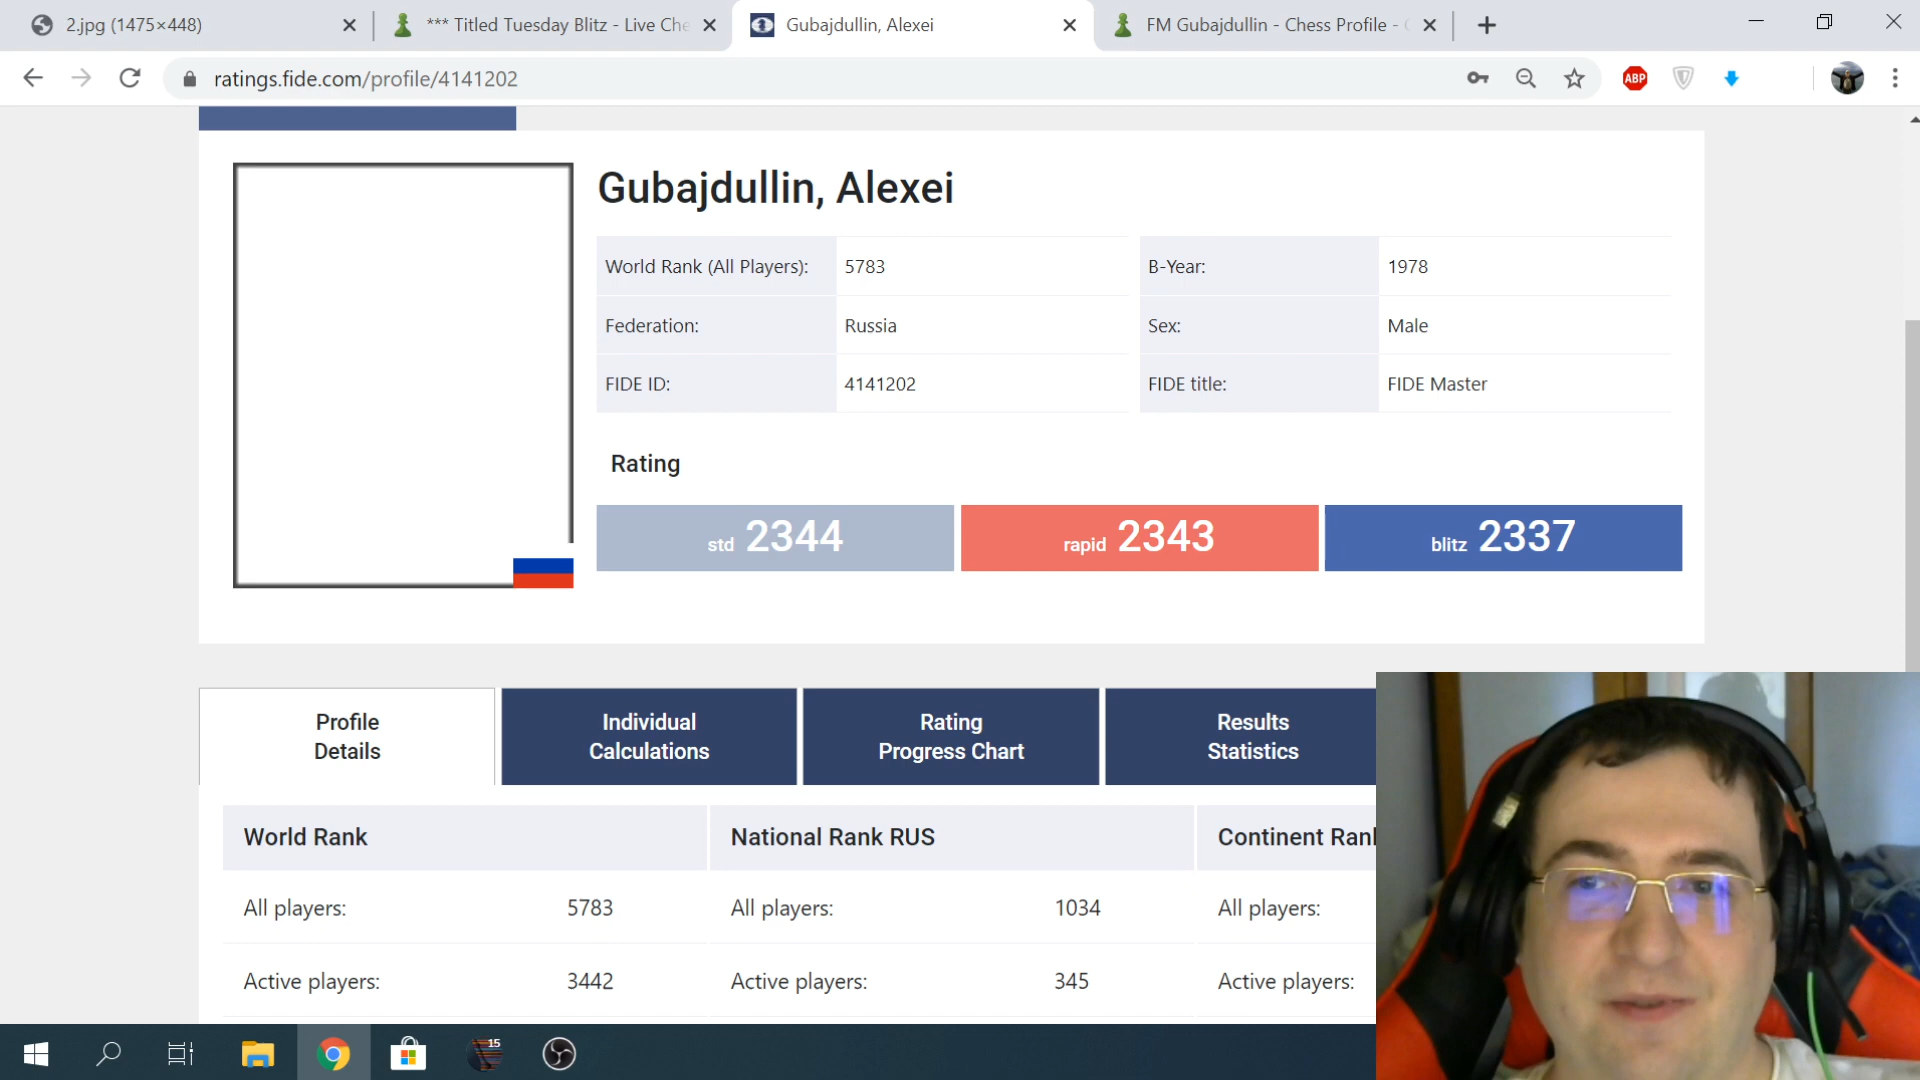 2.jpg (1475×448)
*** Titled Tuesday Blitz - Live Che
Gubajdullin, Alexei
FM Gubajdullin - Chess Profile -
ratings.fide.com/profile/4141202
ABP
Gubajdullin, Alexei
World Rank (All Players): 5783 B-Year: 1978
Federation: Russia Sex: Male
FIDE ID: 4141202 FIDE title: FIDE Master
Rating
std 2344 rapid 2343 blitz 2337
Profile Details
Individual Calculations
Rating Progress Chart
Results Statistics
World Rank National Rank RUS Continent Rank
All players: 5783 All players: 1034 All players:
Active players: 3442 Active players: 345 Active players:
15